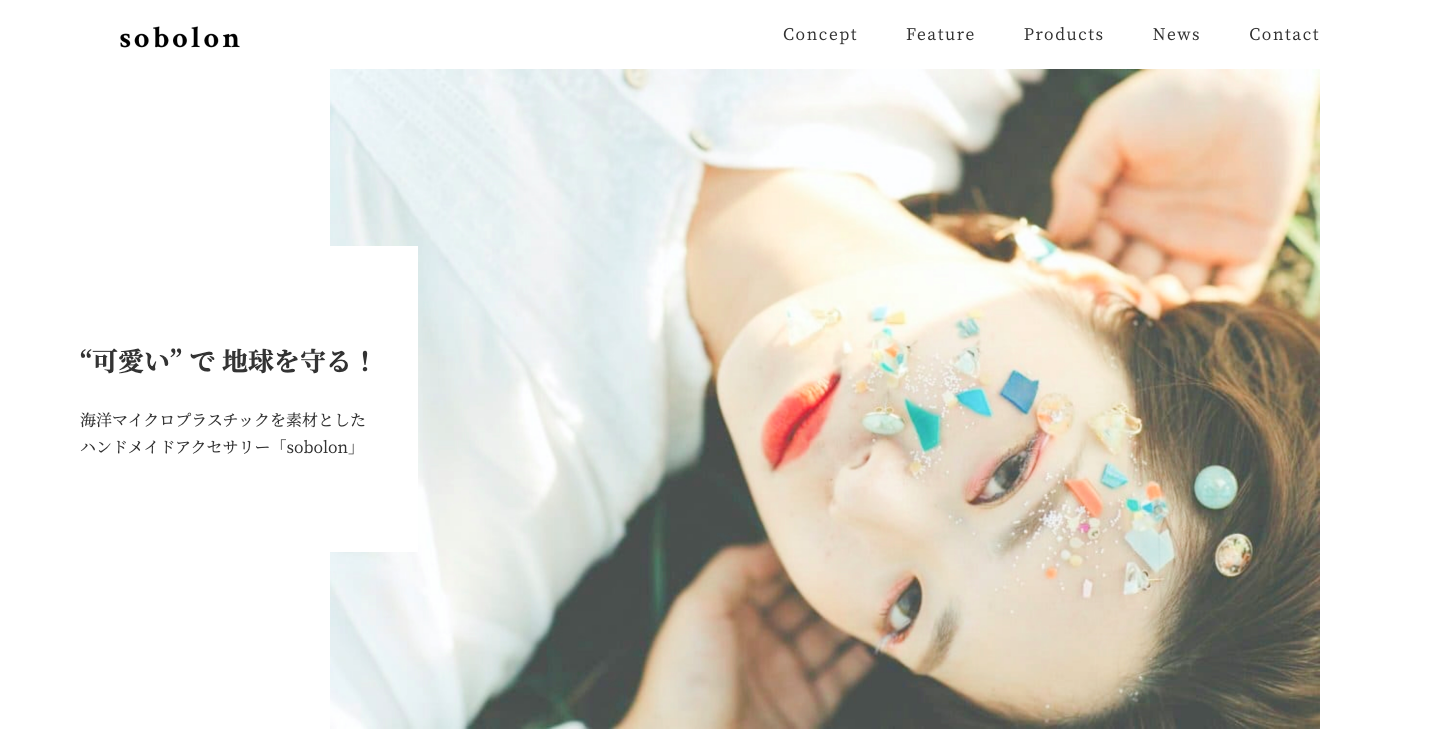 sobolon
Concept Feature Products News Contact
“可愛い” で 地球を守る！
海洋マイクロプラスチックを素材とした
ハンドメイドアクセサリー「sobolon」